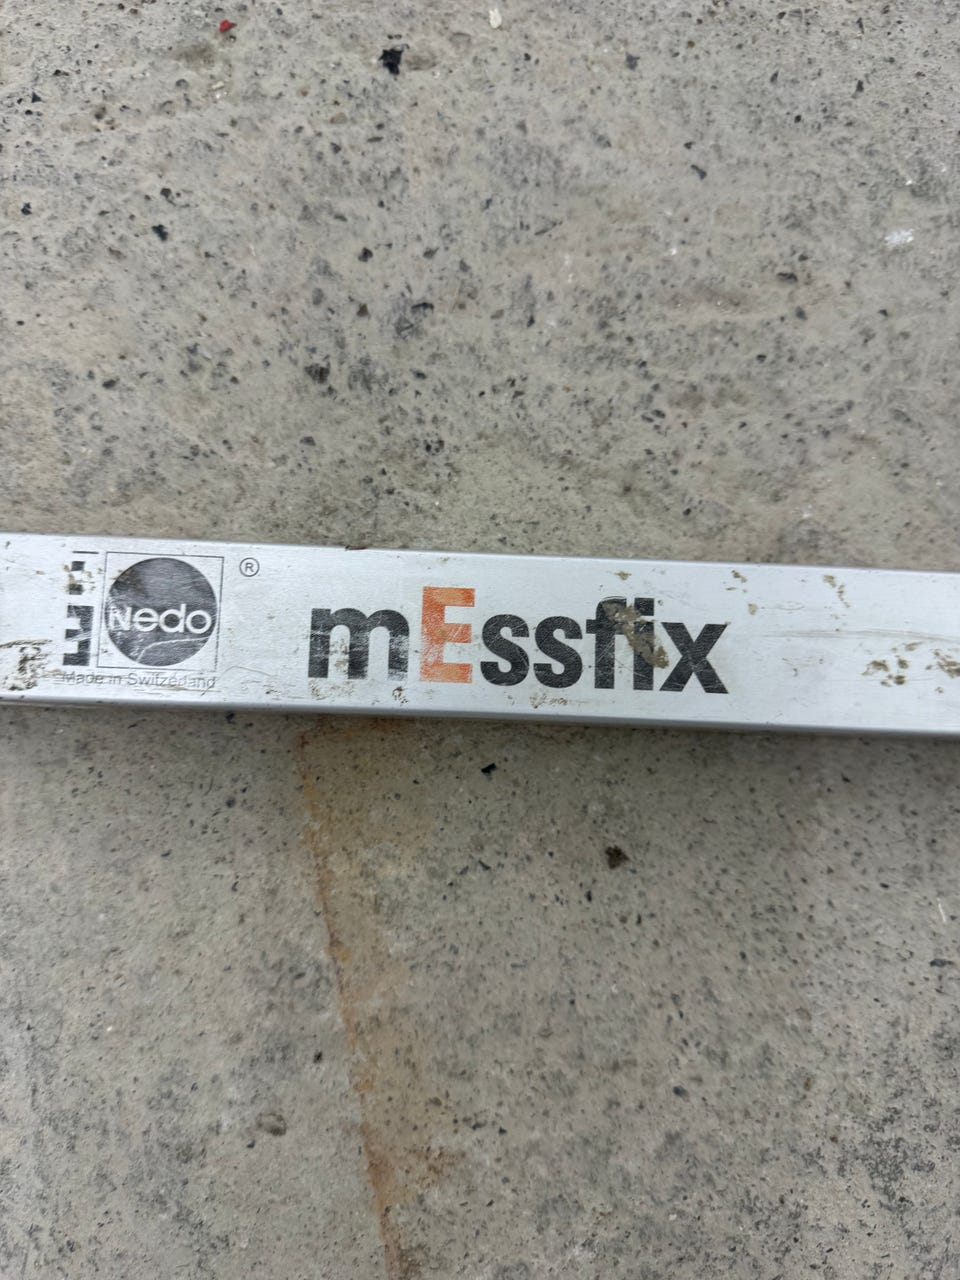 Nedo ®
Made in Switzerland
mEssfix